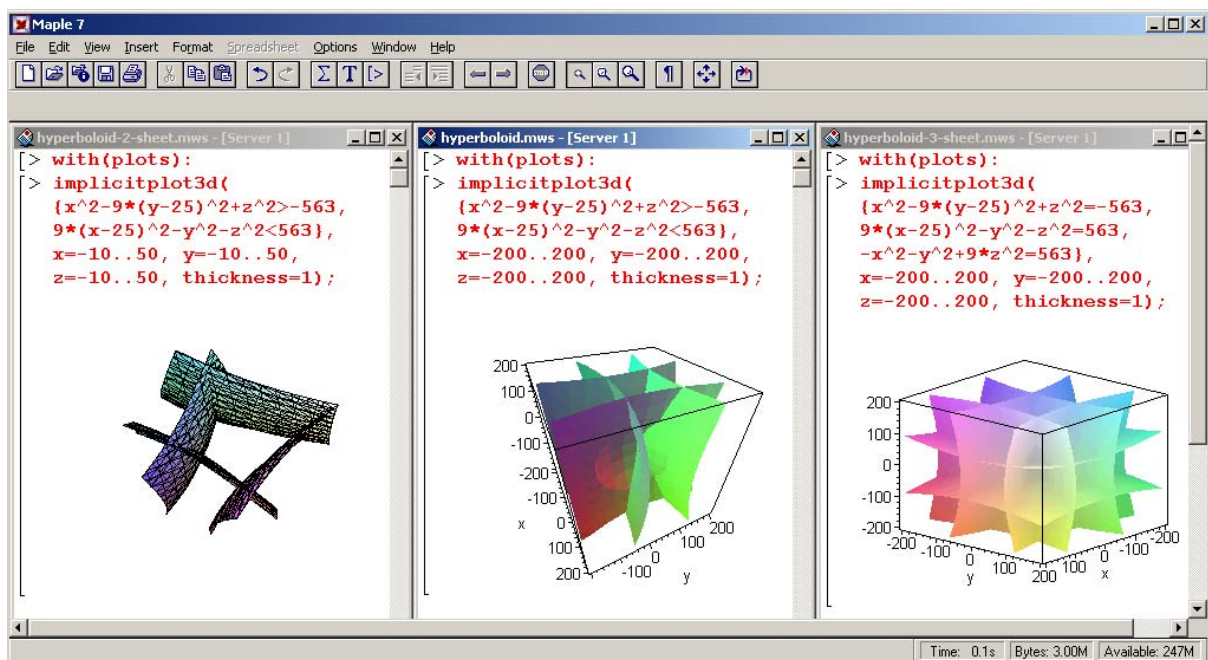 Maple 7
File Edit View Insert Format Spreadsheet Options Window Help
STOP
hyperboloid-2-sheet.mws - [Server 1]
[> with(plots):
[> implicitplot3d(
{x^2-9*(y-25)^2+z^2>-563,
9*(x-25)^2-y^2-z^2<563},
x=-10..50, y=-10..50,
z=-10..50, thickness=1);
hyperboloid.mws - [Server 1]
[> with(plots):
[> implicitplot3d(
{x^2-9*(y-25)^2+z^2>-563,
9*(x-25)^2-y^2-z^2<563},
x=-200..200, y=-200..200,
z=-200..200, thickness=1);
200
100
0
-100
-200
-100
x 0
100
200
-100
0
100
200
y
hyperboloid-3-sheet.mws - [Server 1]
[> with(plots):
[> implicitplot3d(
{x^2-9*(y-25)^2+z^2=-563,
9*(x-25)^2-y^2-z^2=563,
-x^2-y^2+9*z^2=563},
x=-200..200, y=-200..200,
z=-200..200, thickness=1);
200
100
0
-100
-200
-200 -100 0 100 200
y
100 0 -100 -200
x
Time: 0.1s Bytes: 3.00M Available: 247M